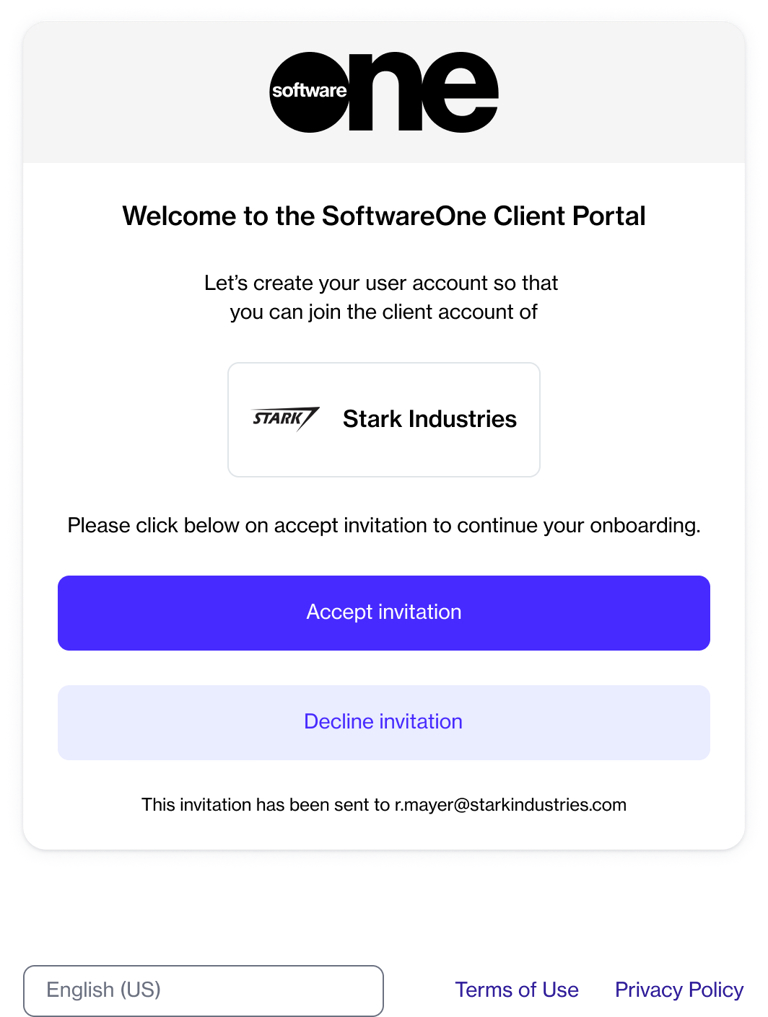 software one
Welcome to the SoftwareOne Client Portal
Let’s create your user account so that
you can join the client account of
STARK Stark Industries
Please click below on accept invitation to continue your onboarding.
Accept invitation
Decline invitation
This invitation has been sent to r.mayer@starkindustries.com
English (US) Terms of Use Privacy Policy